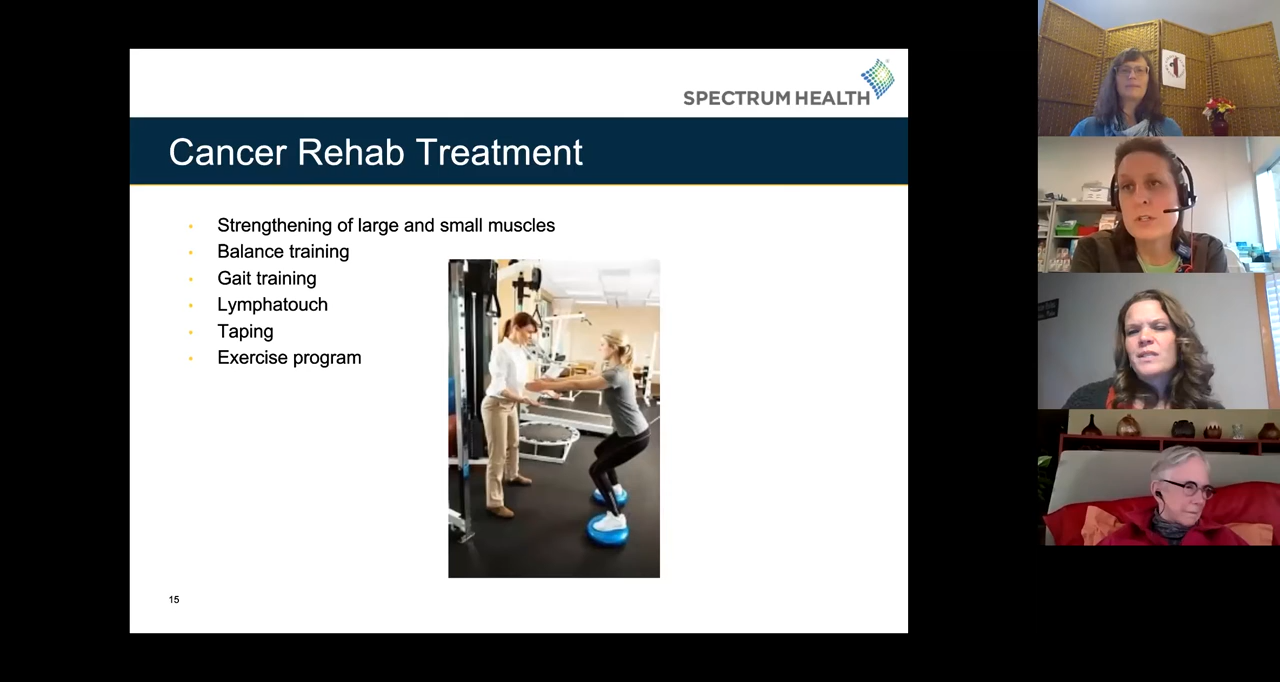 SPECTRUM HEALTH
Cancer Rehab Treatment
Strengthening of large and small muscles
Balance training
Gait training
Lymphatouch
Taping
Exercise program
15